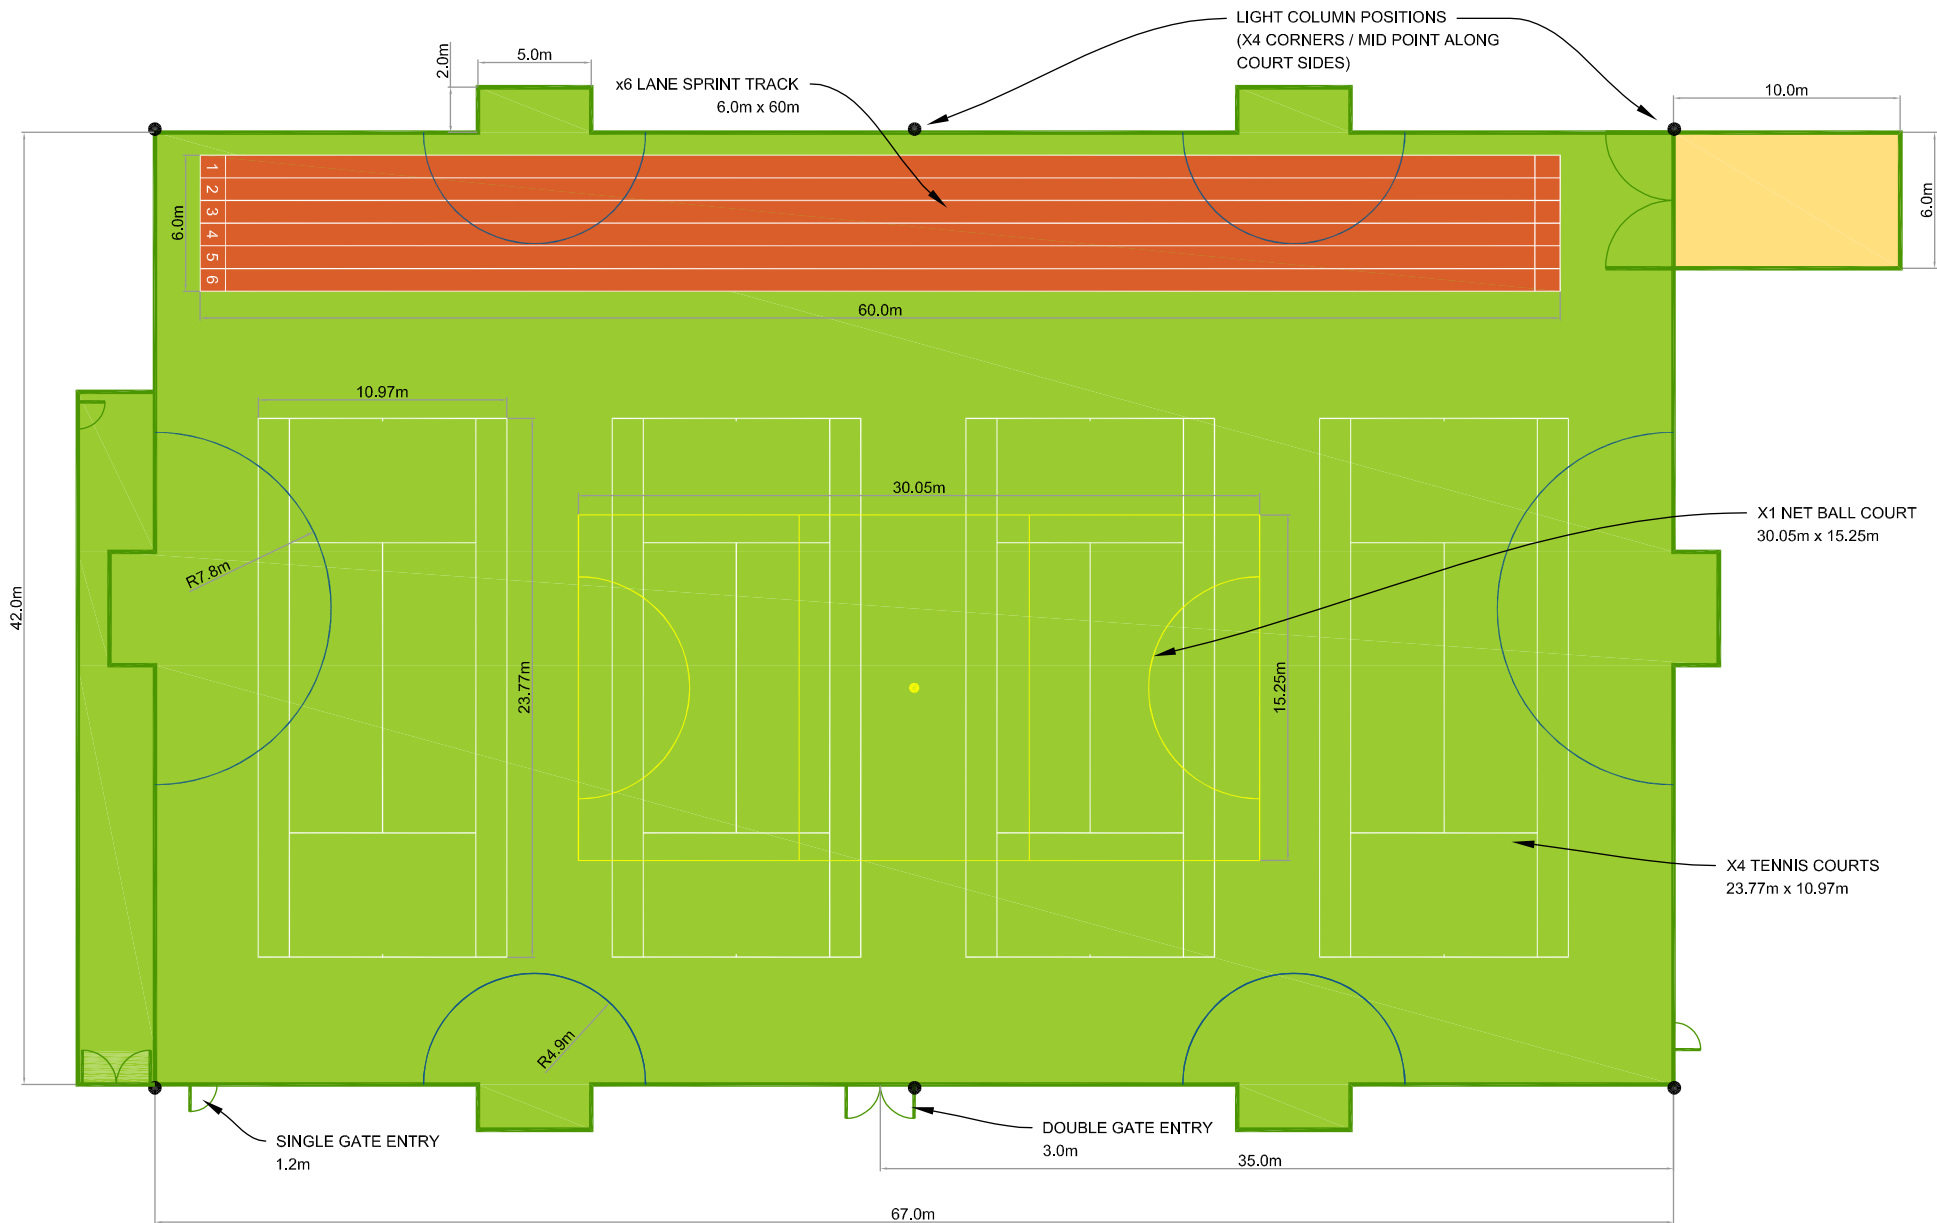 LIGHT COLUMN POSITIONS
(X4 CORNERS / MID POINT ALONG
COURT SIDES)
2.0m
5.0m
x6 LANE SPRINT TRACK
6.0m x 60m
10.0m
6.0m
6.0m
1
2
3
4
5
6
60.0m
10.97m
30.05m
X1 NET BALL COURT
30.05m x 15.25m
R7.8m
42.0m
23.77m
15.25m
X4 TENNIS COURTS
23.77m x 10.97m
R4.9m
SINGLE GATE ENTRY
1.2m
DOUBLE GATE ENTRY
3.0m
35.0m
67.0m